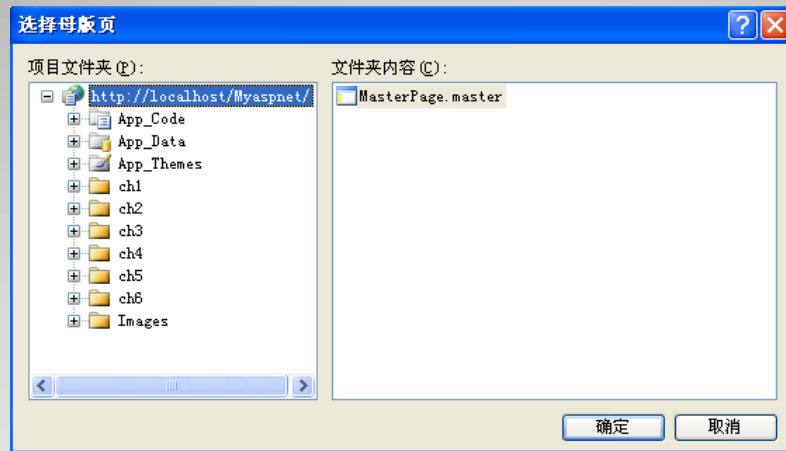 选择母版页
项目文件夹(P):
http://localhost/Myaspnet/
App_Code
App_Data
App_Themes
ch1
ch2
ch3
ch4
ch5
ch6
Images
文件夹内容(C):
MasterPage.master
确定
取消